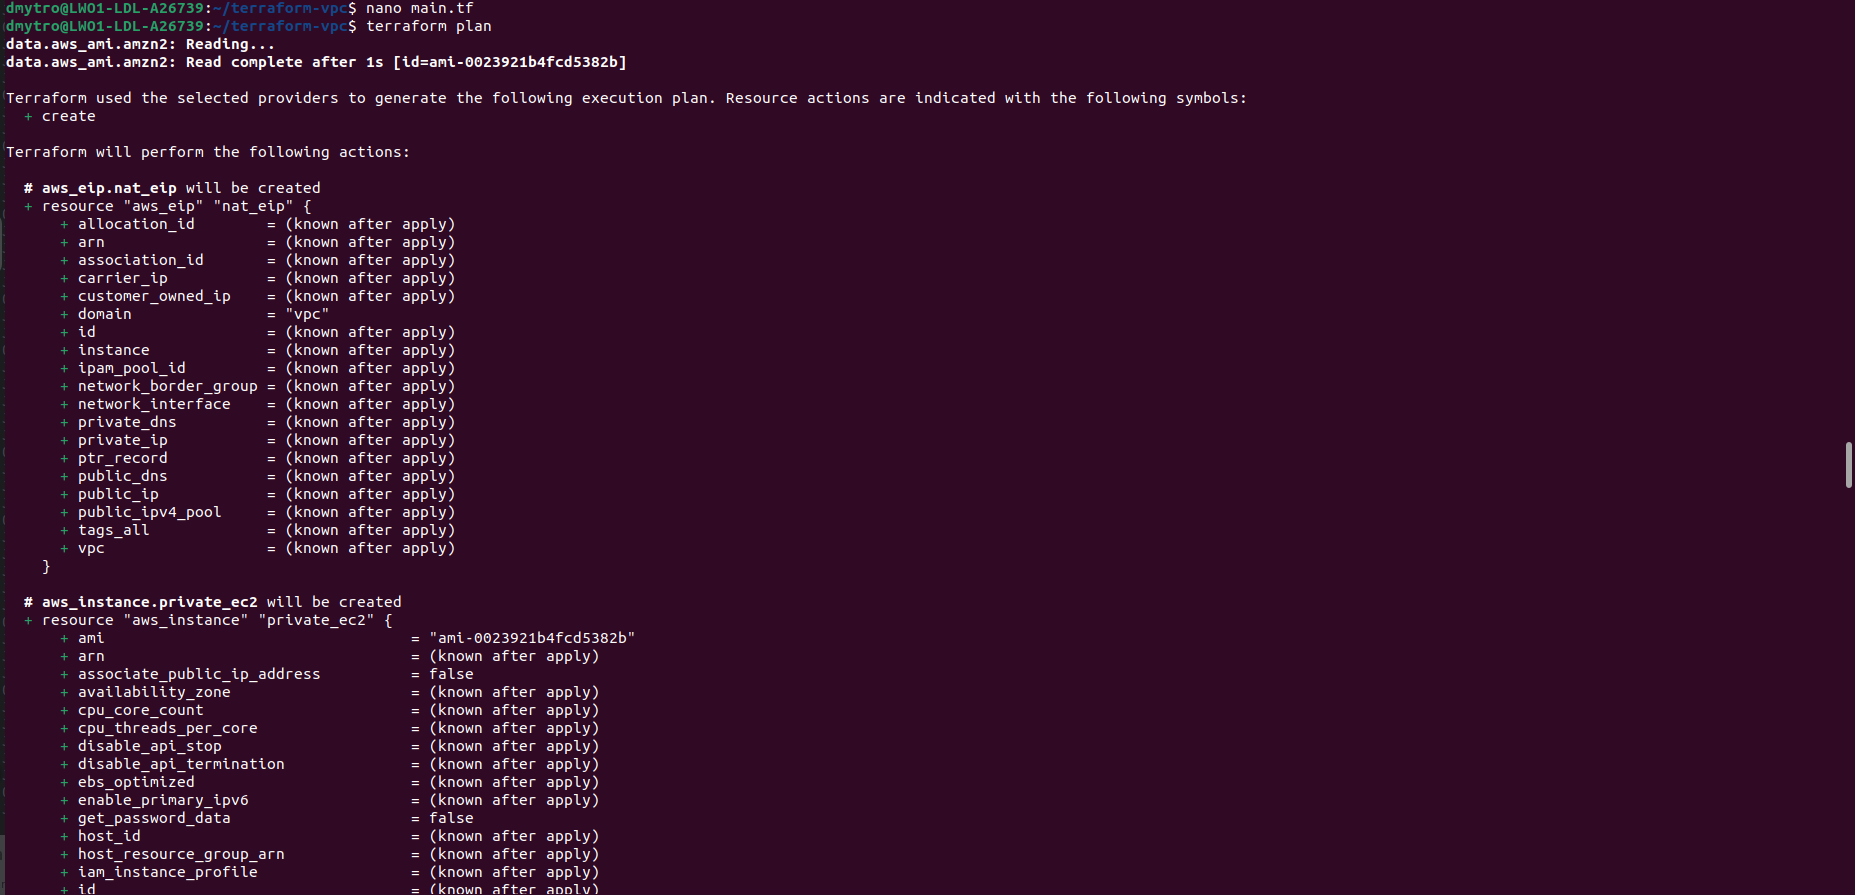 dmytro@LWO1-LDL-A26739:~/terraform-vpc$ nano main.tf
dmytro@LWO1-LDL-A26739:~/terraform-vpc$ terraform plan
data.aws_ami.amzn2: Reading...
data.aws_ami.amzn2: Read complete after 1s [id=ami-0023921b4fcd5382b]
Terraform used the selected providers to generate the following execution plan. Resource actions are indicated with the following symbols:
+ create
Terraform will perform the following actions:
# aws_eip.nat_eip will be created
+ resource "aws_eip" "nat_eip" {
+ allocation_id = (known after apply)
+ arn = (known after apply)
+ association_id = (known after apply)
+ carrier_ip = (known after apply)
+ customer_owned_ip = (known after apply)
+ domain = "vpc"
+ id = (known after apply)
+ instance = (known after apply)
+ ipam_pool_id = (known after apply)
+ network_border_group = (known after apply)
+ network_interface = (known after apply)
+ private_dns = (known after apply)
+ private_ip = (known after apply)
+ ptr_record = (known after apply)
+ public_dns = (known after apply)
+ public_ip = (known after apply)
+ public_ipv4_pool = (known after apply)
+ tags_all = (known after apply)
+ vpc = (known after apply)
}
# aws_instance.private_ec2 will be created
+ resource "aws_instance" "private_ec2" {
+ ami = "ami-0023921b4fcd5382b"
+ arn = (known after apply)
+ associate_public_ip_address = false
+ availability_zone = (known after apply)
+ cpu_core_count = (known after apply)
+ cpu_threads_per_core = (known after apply)
+ disable_api_stop = (known after apply)
+ disable_api_termination = (known after apply)
+ ebs_optimized = (known after apply)
+ enable_primary_ipv6 = (known after apply)
+ get_password_data = false
+ host_id = (known after apply)
+ host_resource_group_arn = (known after apply)
+ iam_instance_profile = (known after apply)
+ id = (known after apply)